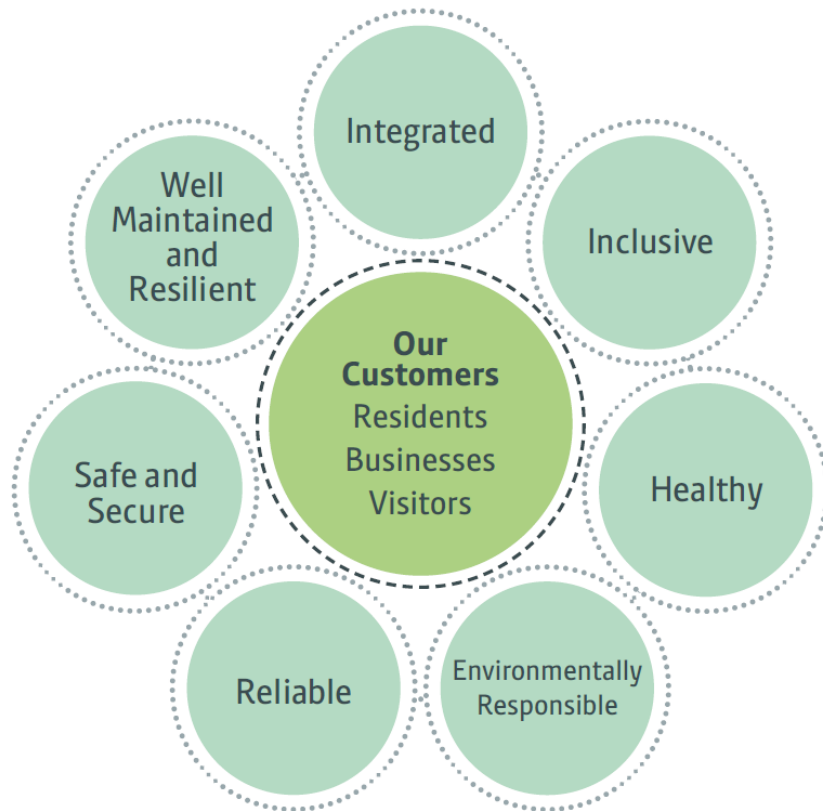 Integrated
Well
Maintained
and
Resilient
Inclusive
Our
Customers
Residents
Businesses
Visitors
Safe and
Secure
Healthy
Reliable
Environmentally
Responsible